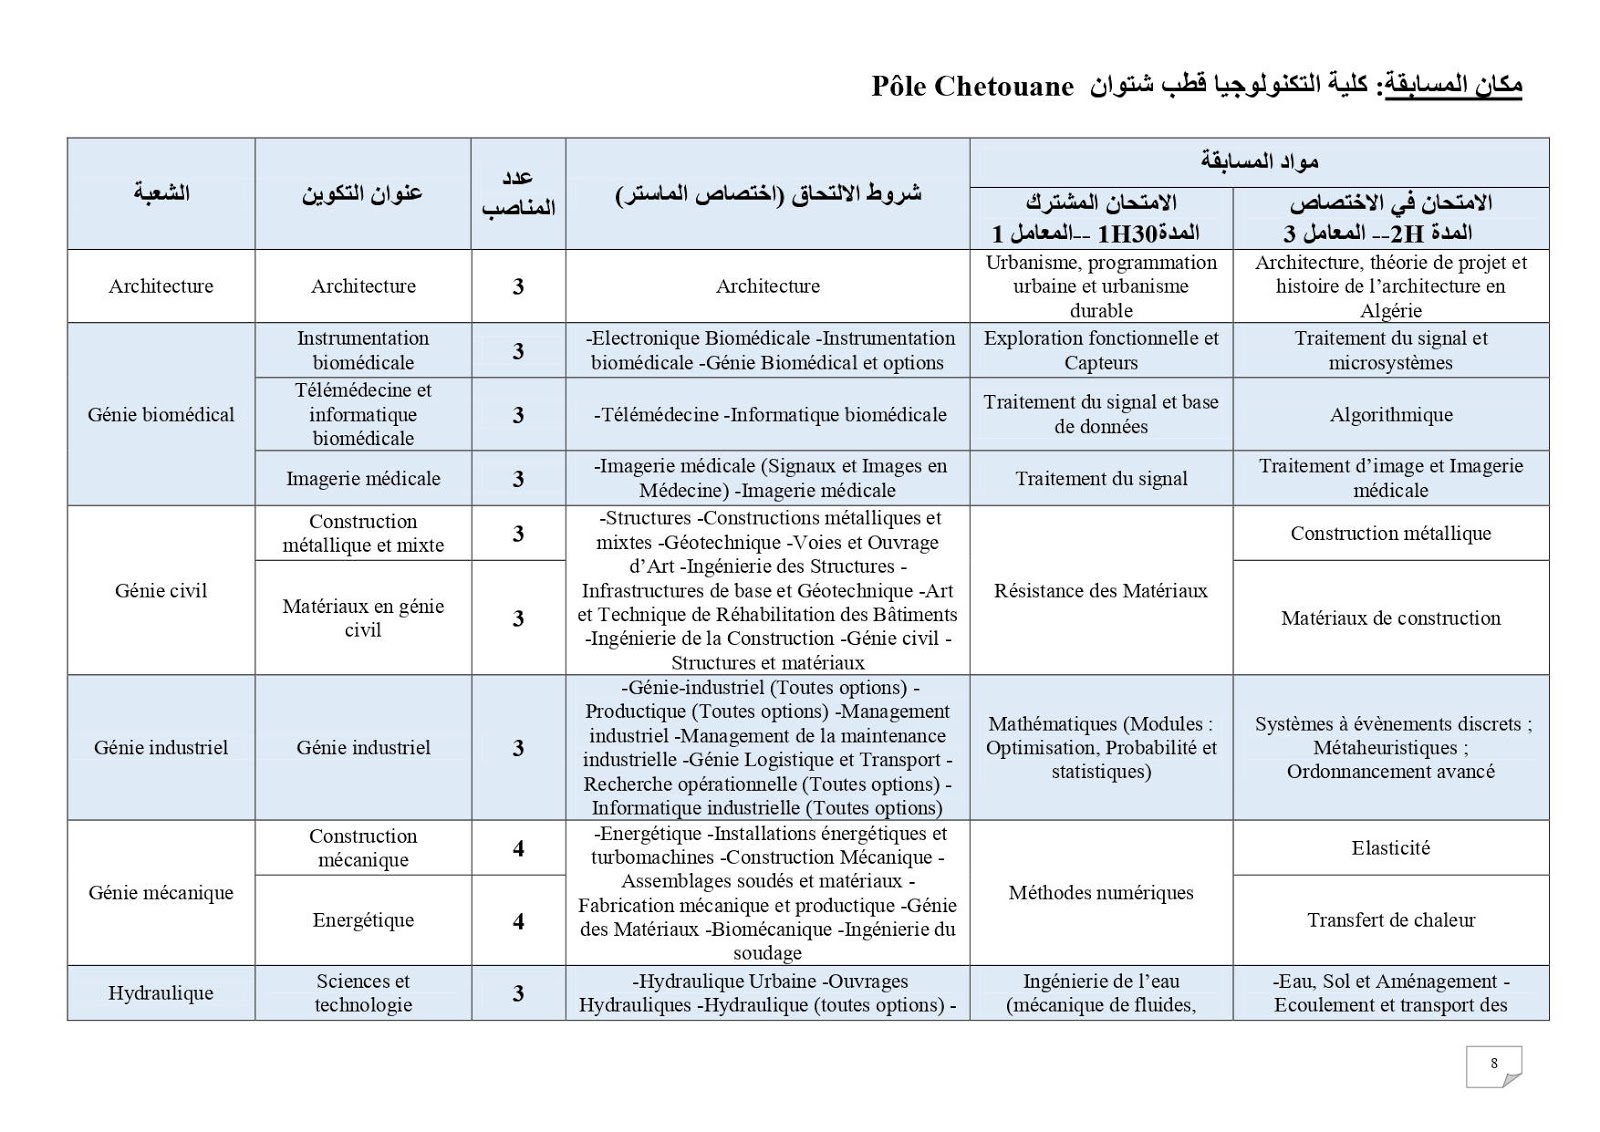 مكان المسابقة: كلية التكنولوجيا قطب شتوان Pôle Chetouane
الشعبة
عنوان التكوين
عدد
المناصب
شروط الالتحاق (اختصاص الماستر)
مواد المسابقة
الامتحان المشترك
المدة1H30 --المعامل 1
الامتحان في الاختصاص
المدة 2H-- المعامل 3
Architecture
Architecture
3
Architecture
Urbanisme, programmation
urbaine et urbanisme
durable
Architecture, théorie de projet et
histoire de l’architecture en
Algérie
Génie biomédical
Instrumentation
biomédicale
3
-Electronique Biomédicale -Instrumentation
biomédicale -Génie Biomédical et options
Exploration fonctionnelle et
Capteurs
Traitement du signal et
microsystèmes
Télémédecine et
informatique
biomédicale
3
-Télémédecine -Informatique biomédicale
Traitement du signal et base
de données
Algorithmique
Imagerie médicale
3
-Imagerie médicale (Signaux et Images en
Médecine) -Imagerie médicale
Traitement du signal
Traitement d’image et Imagerie
médicale
Génie civil
Construction
métallique et mixte
3
-Structures -Constructions métalliques et
mixtes -Géotechnique -Voies et Ouvrage
d’Art -Ingénierie des Structures -
Infrastructures de base et Géotechnique -Art
et Technique de Réhabilitation des Bâtiments
-Ingénierie de la Construction -Génie civil -
Structures et matériaux
Résistance des Matériaux
Construction métallique
Matériaux en génie
civil
3
Matériaux de construction
Génie industriel
Génie industriel
3
-Génie-industriel (Toutes options) -
Productique (Toutes options) -Management
industriel -Management de la maintenance
industrielle -Génie Logistique et Transport -
Recherche opérationnelle (Toutes options) -
Informatique industrielle (Toutes options)
Mathématiques (Modules :
Optimisation, Probabilité et
statistiques)
Systèmes à évènements discrets ;
Métaheuristiques ;
Ordonnancement avancé
Génie mécanique
Construction
mécanique
4
-Energétique -Installations énergétiques et
turbomachines -Construction Mécanique -
Assemblages soudés et matériaux -
Fabrication mécanique et productique -Génie
des Matériaux -Biomécanique -Ingénierie du
soudage
Méthodes numériques
Elasticité
Energétique
4
Transfert de chaleur
Hydraulique
Sciences et
technologie
3
-Hydraulique Urbaine -Ouvrages
Hydrauliques -Hydraulique (toutes options) -
Ingénierie de l’eau
(mécanique de fluides,
-Eau, Sol et Aménagement -
Ecoulement et transport des
8